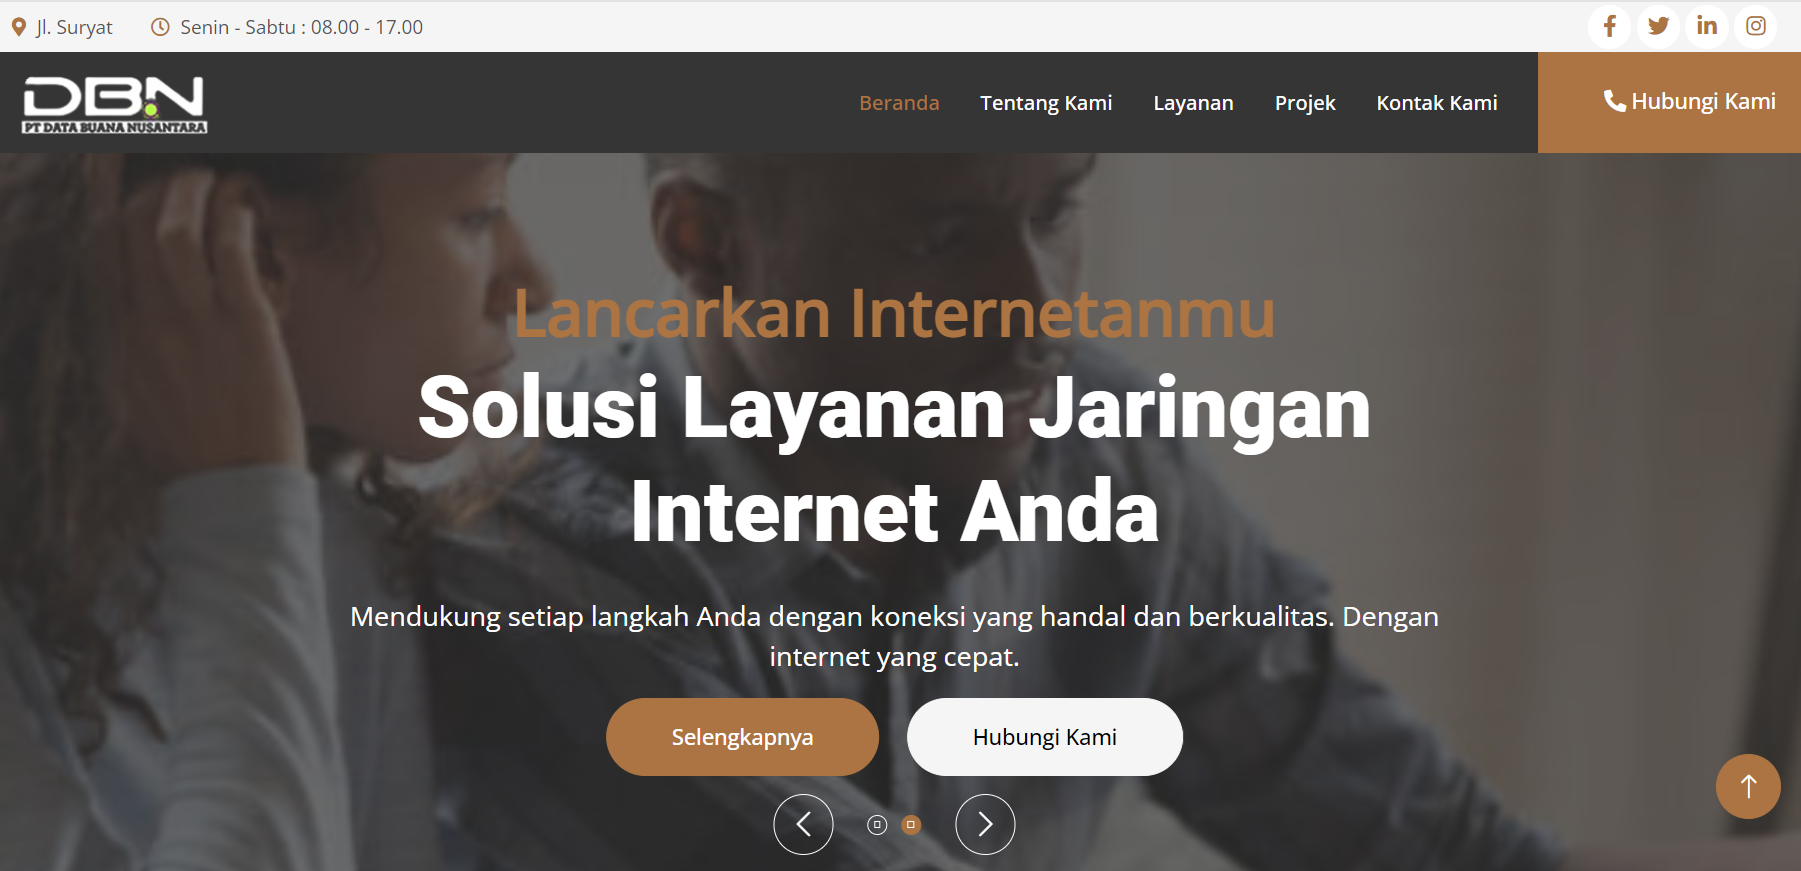 Jl. Suryat
Senin - Sabtu : 08.00 - 17.00
DBN
PT DATA BUANA NUSANTARA
Beranda
Tentang Kami
Layanan
Projek
Kontak Kami
Hubungi Kami
Lancarkan Internetanmu
Solusi Layanan Jaringan
Internet Anda
Mendukung setiap langkah Anda dengan koneksi yang handal dan berkualitas. Dengan
internet yang cepat.
Selengkapnya
Hubungi Kami